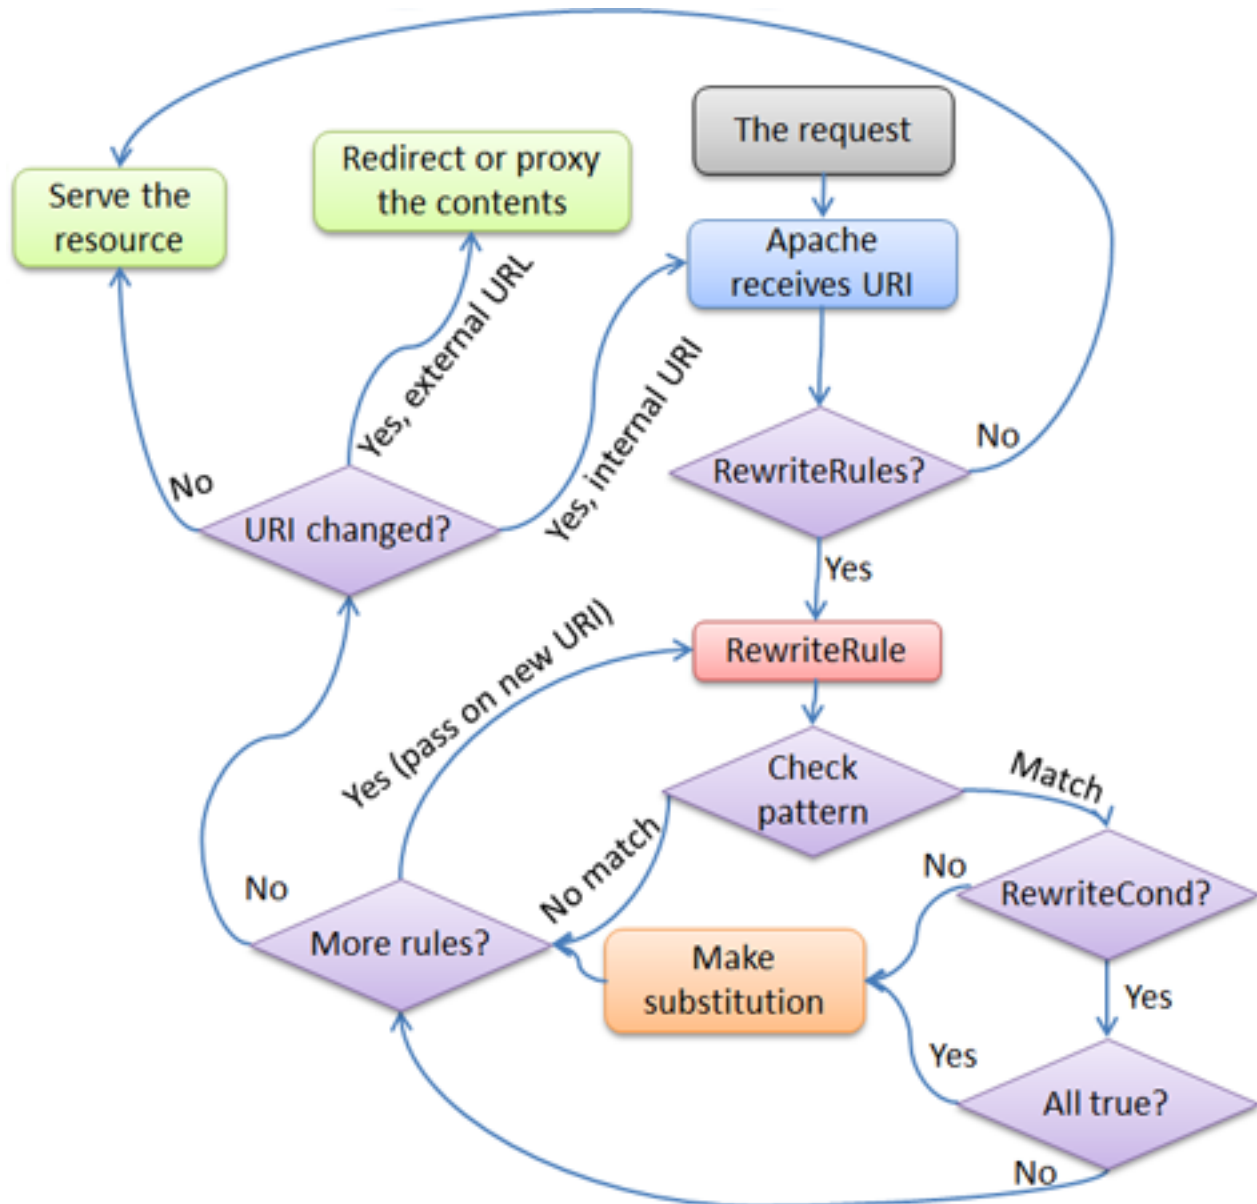 The request
Redirect or proxy
the contents
Serve the
resource
Apache
receives URI
Yes, external URL
Yes, internal URI
No
RewriteRules?
No
URI changed?
Yes
Yes (pass on new URI)
RewriteRule
Check
pattern
Match
No match
No
No
RewriteCond?
More rules?
Make
substitution
Yes
Yes
All true?
No